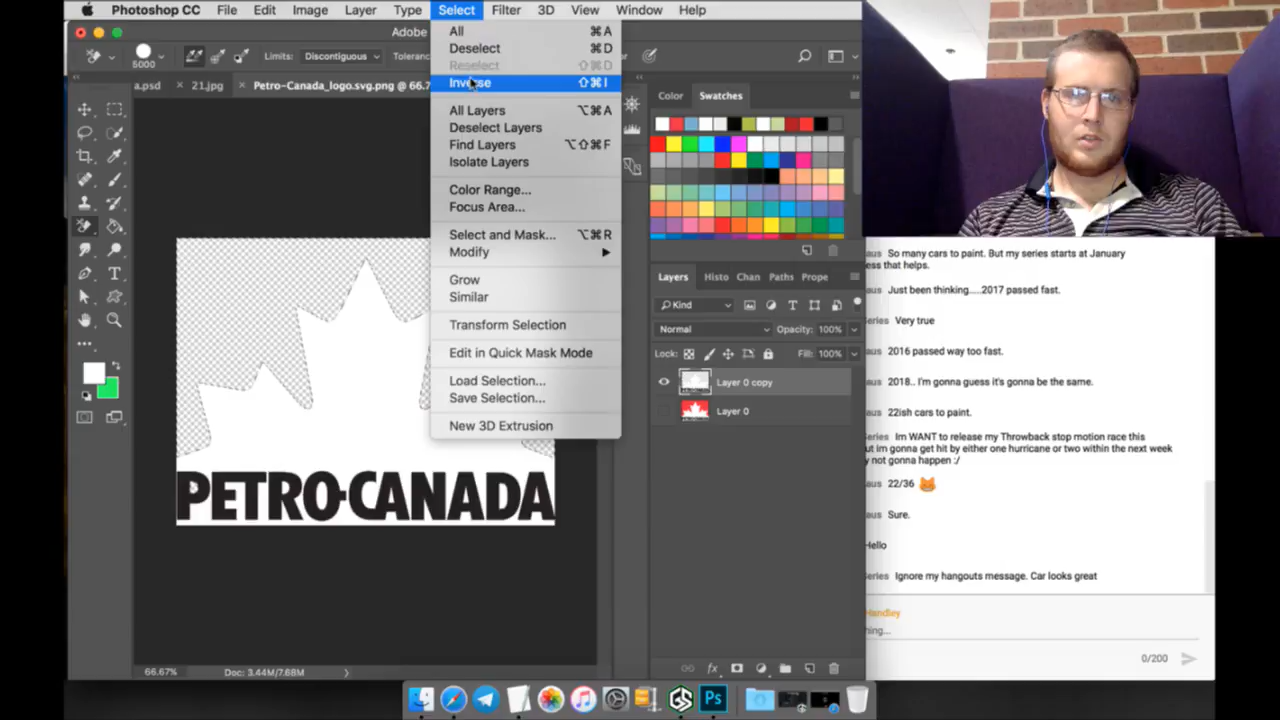 Photoshop CC File Edit Image Layer Type Select Filter 3D View Window Help
Adobe
5000 Limits: Discontiguous Tolerance
a.psd × 21.jpg × Petro-Canada_logo.svg.png @ 66.7
All ⌘A
Deselect ⌘D
Reselect ⇧⌘D
Inverse ⇧⌘I
All Layers ⌥⌘A
Deselect Layers
Find Layers ⌥⇧⌘F
Isolate Layers
Color Range...
Focus Area...
Select and Mask... ⌥⌘R
Modify
Grow
Similar
Transform Selection
Edit in Quick Mask Mode
Load Selection...
Save Selection...
New 3D Extrusion
PETRO-CANADA
66.67% Doc: 3.44M/7.68M
Color Swatches
Layers Histo Chan Paths Prope
Kind
Normal Opacity: 100%
Lock: Fill: 100%
Layer 0 copy
Layer 0
aus So many cars to paint. But my series starts at January
ess that helps.
aus Just been thinking.....2017 passed fast.
eries Very true
aus 2016 passed way too fast.
aus 2018.. I'm gonna guess it's gonna be the same.
aus 22ish cars to paint.
eries Im WANT to release my Throwback stop motion race this
ut im gonna get hit by either one hurricane or two within the next week
y not gonna happen :/
aus 22/36
aus Sure.
Hello
eries Ignore my hangouts message. Car looks great
Handley
hing...
0/200
Ps